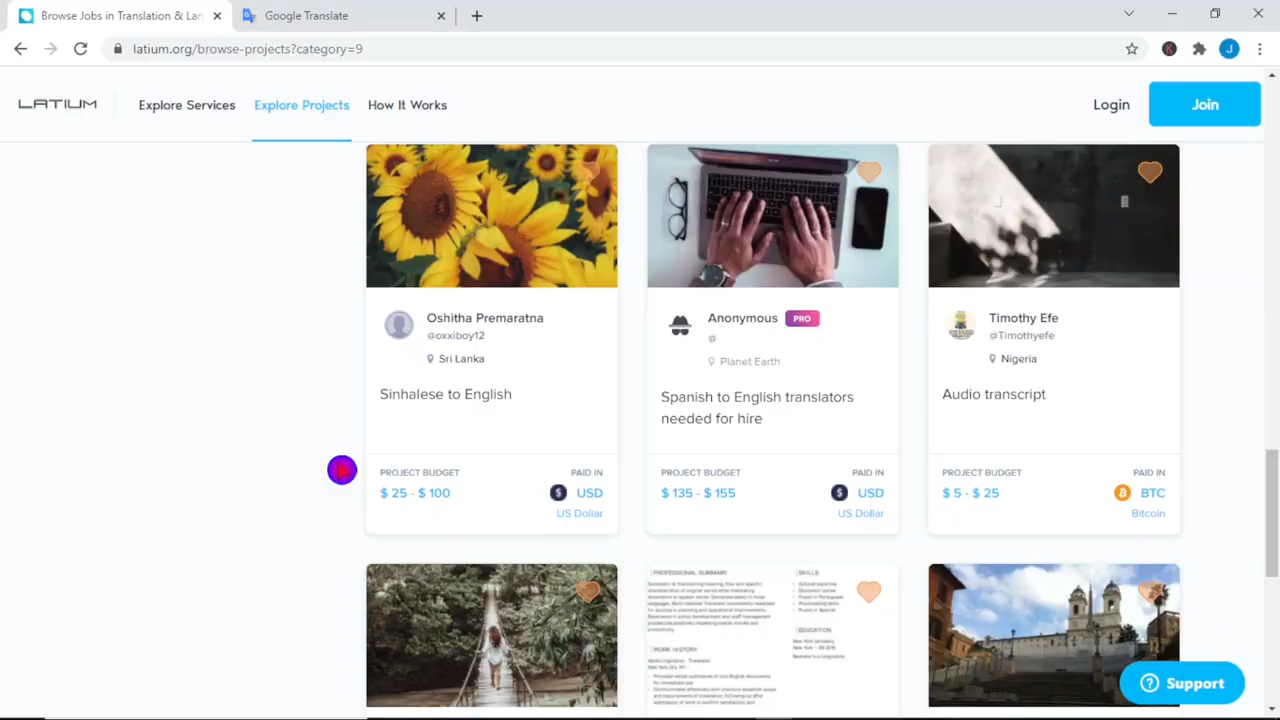 Browse Jobs in Translation & Lan
Google Translate
latium.org/browse-projects?category=9
J
LATIUM
Explore Services
Explore Projects
How It Works
Login
Join
Oshitha Premaratna
@oxxiboy12
Sri Lanka
Sinhalese to English
PROJECT BUDGET
PAID IN
$ 25 - $ 100
USD
US Dollar
Anonymous PRO
@
Planet Earth
Spanish to English translators
needed for hire
PROJECT BUDGET
PAID IN
$ 135 - $ 155
USD
US Dollar
Timothy Efe
@Timothyefe
Nigeria
Audio transcript
PROJECT BUDGET
PAID IN
$ 5 - $ 25
BTC
Bitcoin
PROFESSIONAL SUMMARY
SKILLS
EDUCATION
WORK HISTORY
Support